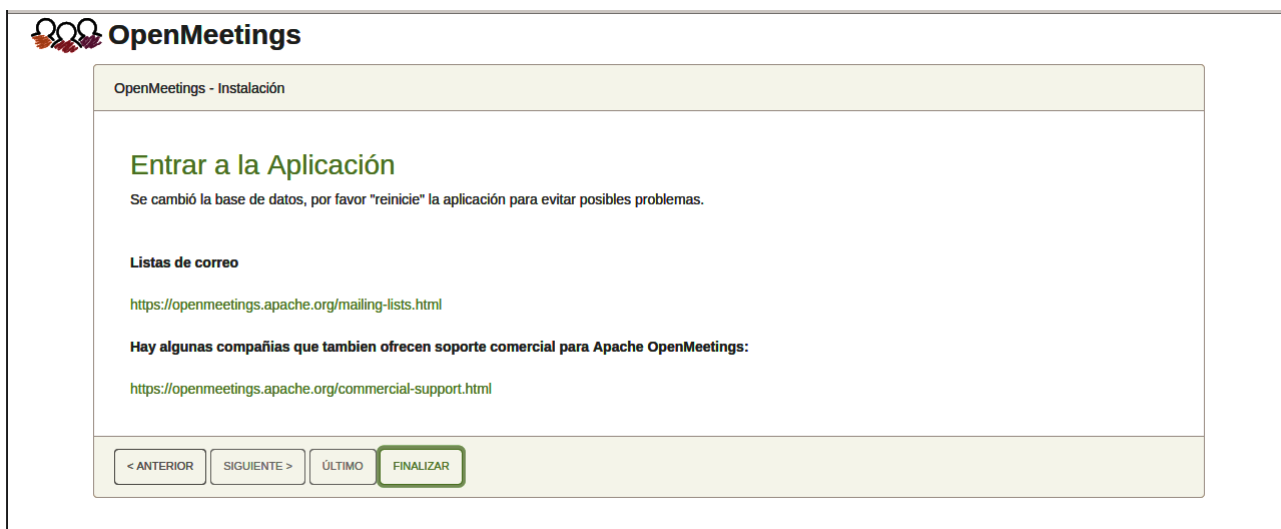 OpenMeetings
OpenMeetings - Instalación
Entrar a la Aplicación
Se cambió la base de datos, por favor "reinicie" la aplicación para evitar posibles problemas.
Listas de correo
https://openmeetings.apache.org/mailing-lists.html
Hay algunas compañias que tambien ofrecen soporte comercial para Apache OpenMeetings:
https://openmeetings.apache.org/commercial-support.html
< ANTERIOR SIGUIENTE > ÚLTIMO FINALIZAR